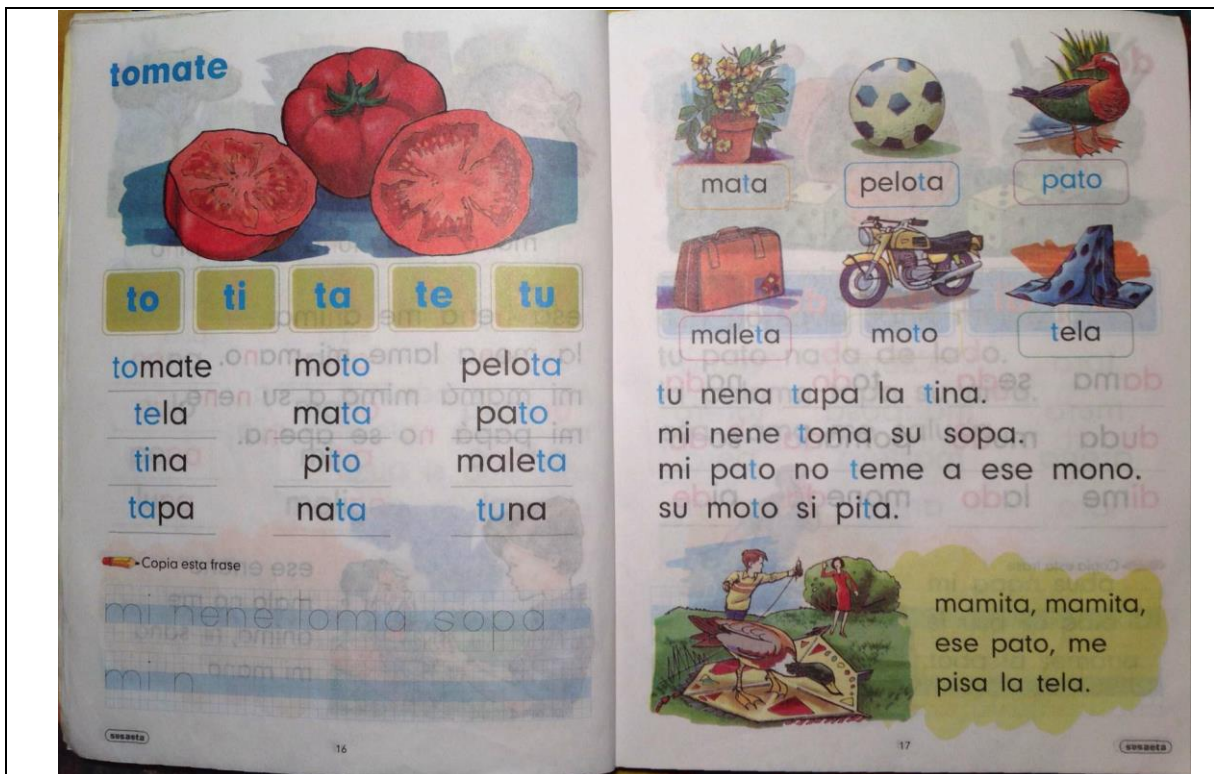 tomate
to ti ta te tu
tomate moto pelota
tela mata pato
tina pito maleta
tapa nata tuna
Copia esta frase
mi nene toma sopa
mi n
susaeta
16
mata pelota pato
maleta moto tela
tu nena tapa la tina.
mi nene toma su sopa.
mi pato no teme a ese mono.
su moto si pita.
mamita, mamita,
ese pato, me
pisa la tela.
17
susaeta